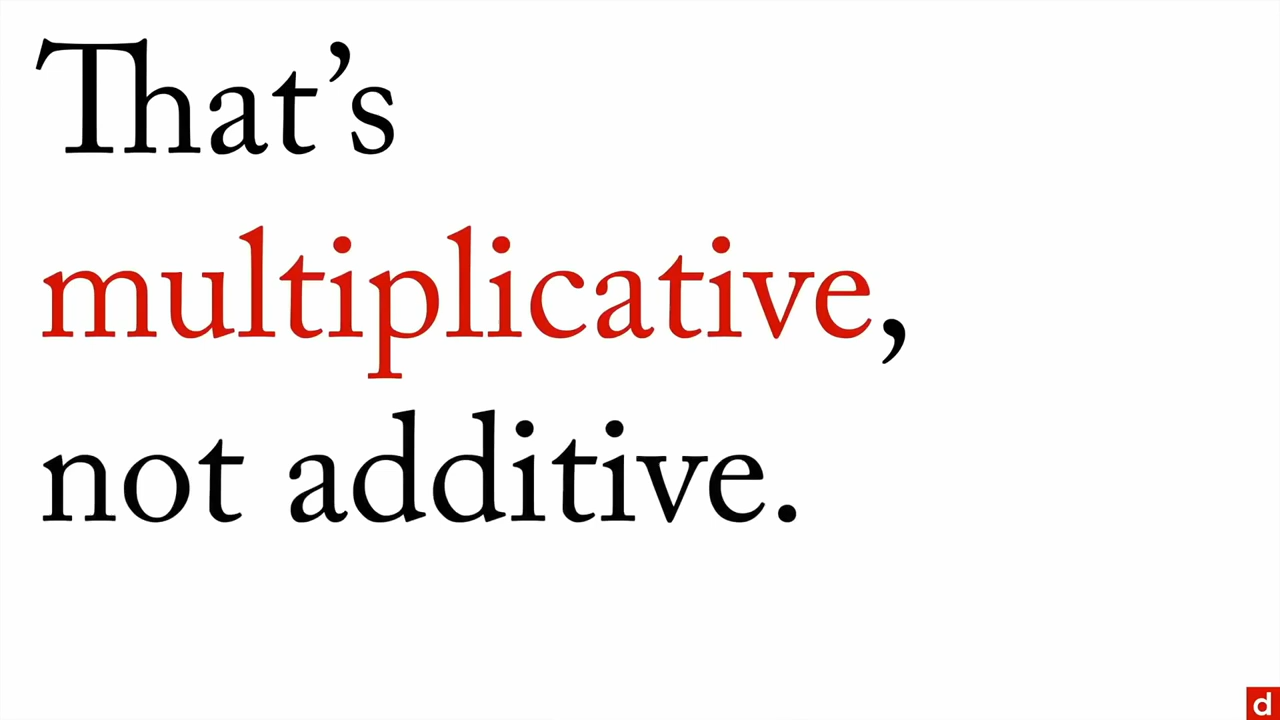 That’s
multiplicative,
not additive.
d